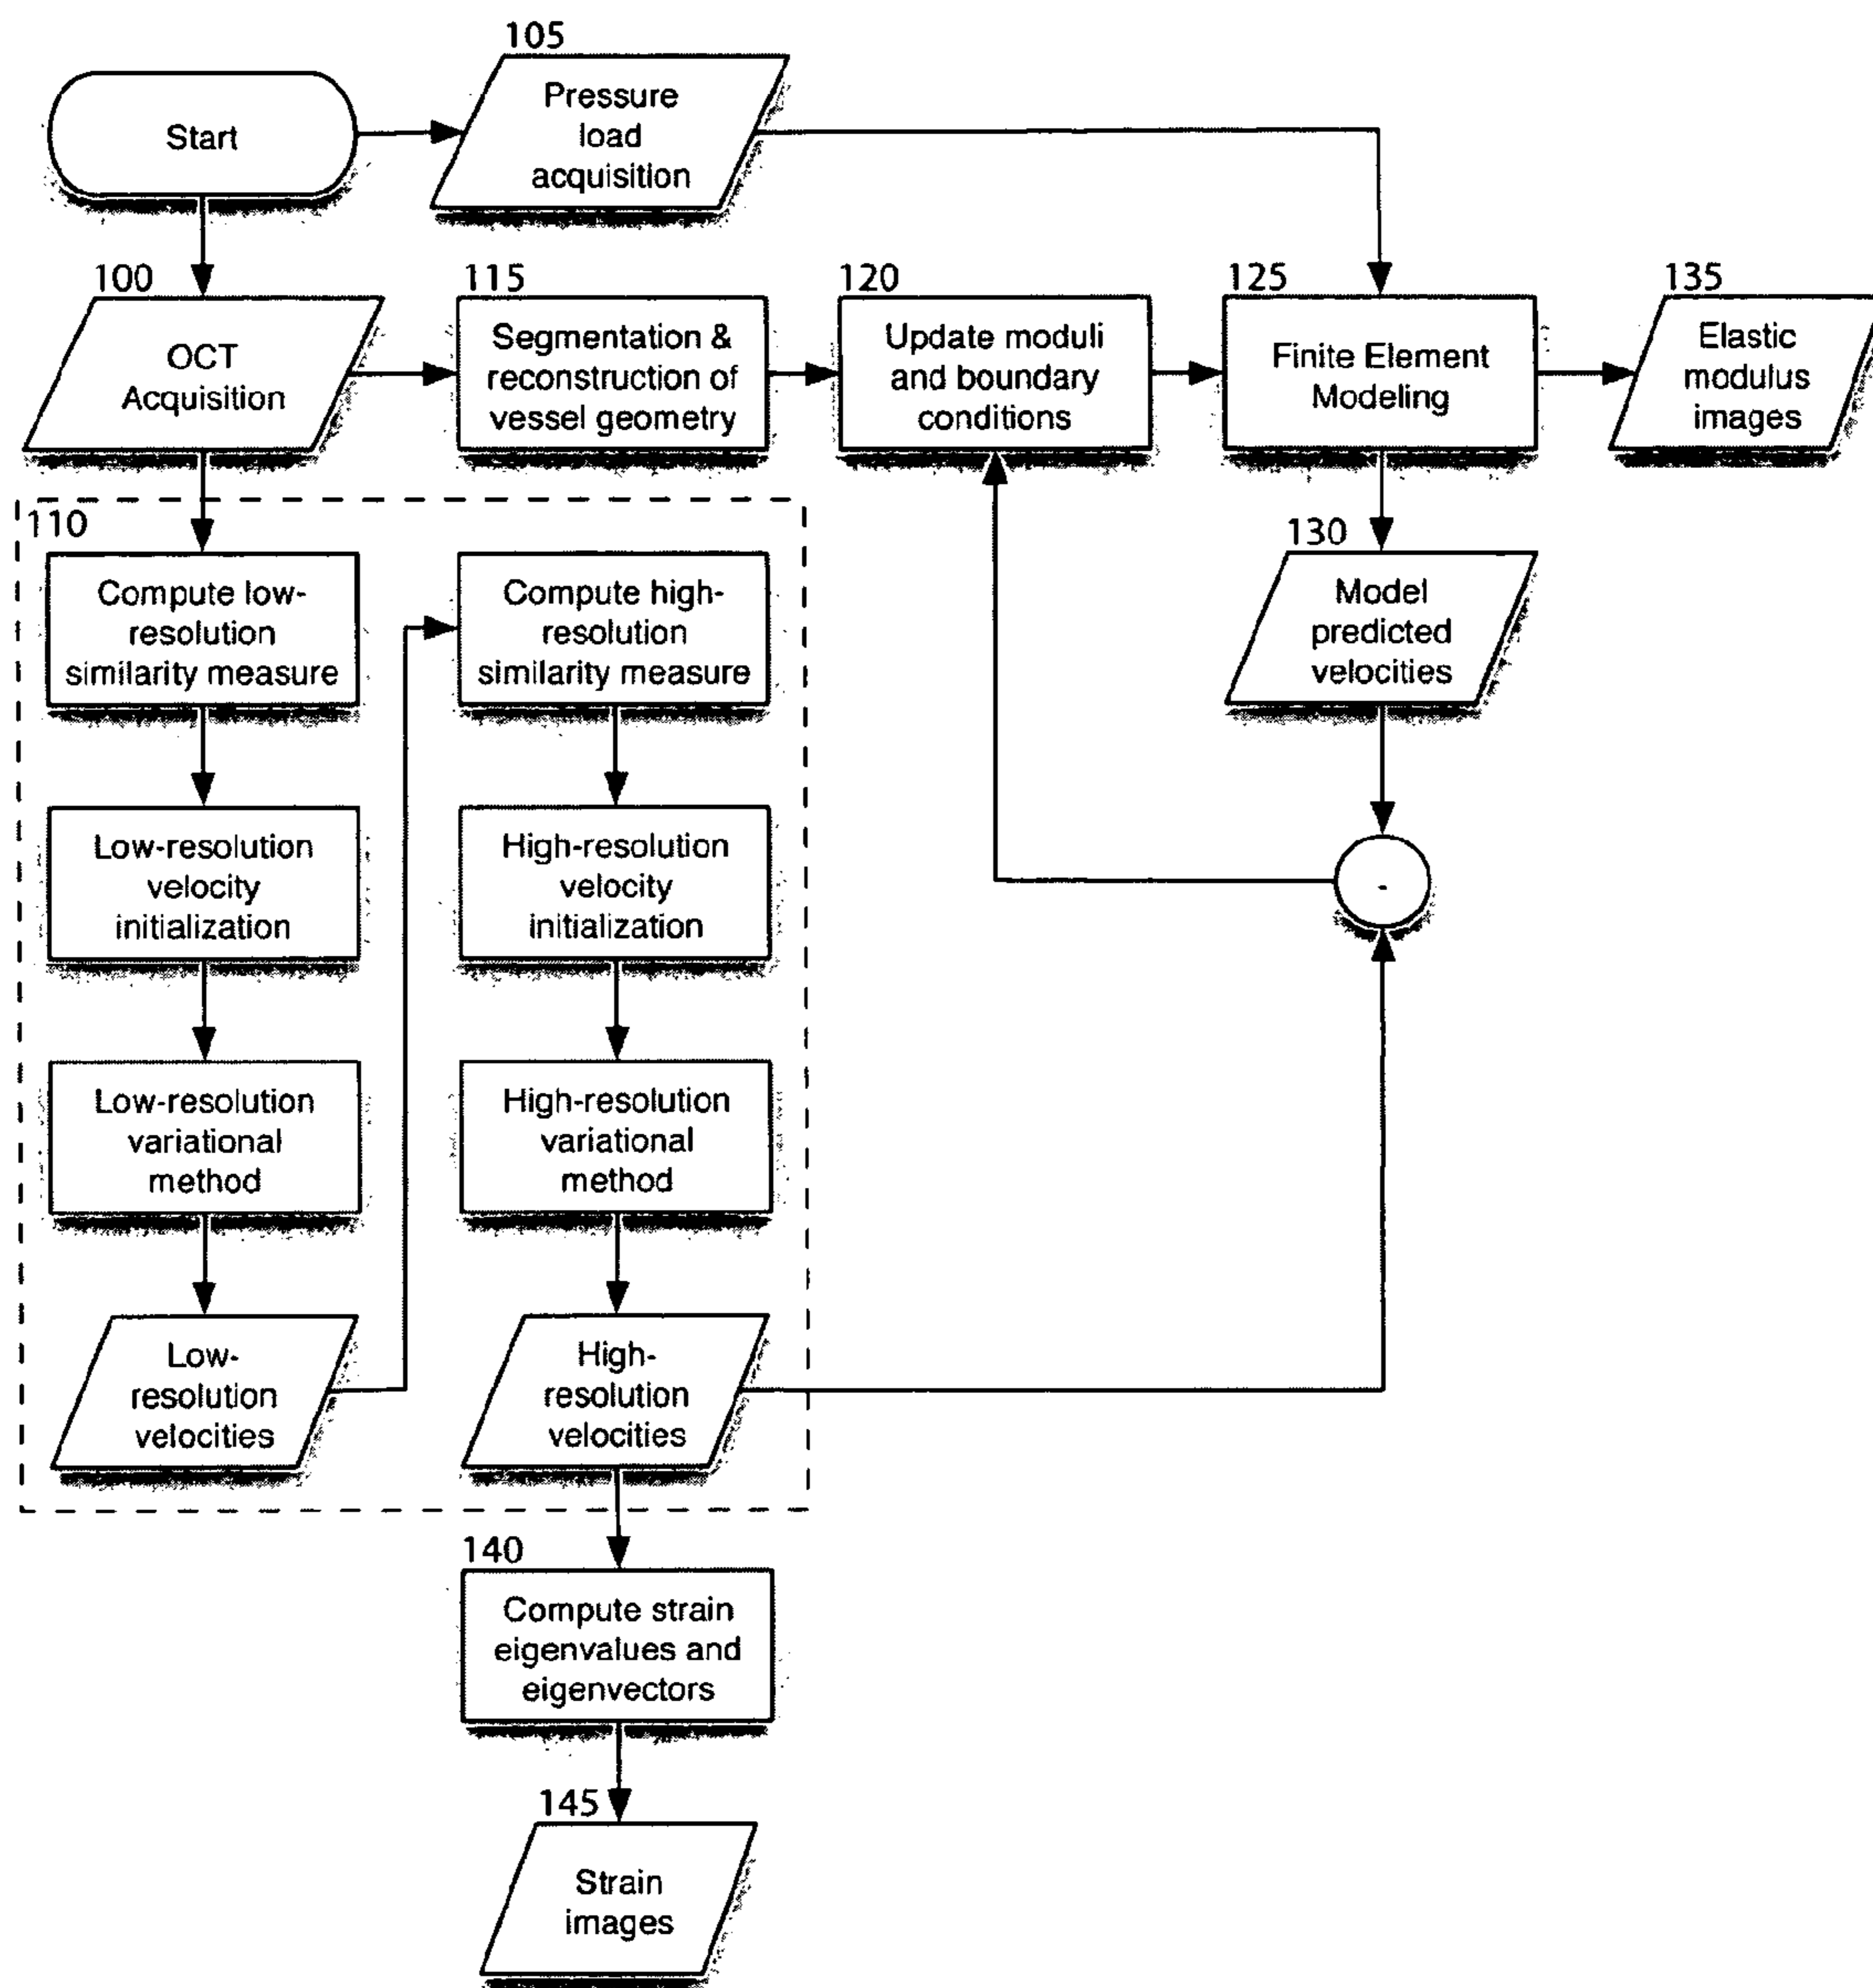 105
Pressure
load
acquisition
Start
100
OCT
Acquisition
115
Segmentation &
reconstruction of
vessel geometry
120
Update moduli
and boundary
conditions
125
Finite Element
Modeling
135
Elastic
modulus
images
110
Compute low-
resolution
similarity measure
Compute high-
resolution
similarity measure
130
Model
predicted
velocities
Low-resolution
velocity
initialization
High-resolution
velocity
initialization
-
Low-resolution
variational
method
High-resolution
variational
method
Low-
resolution
velocities
High-
resolution
velocities
140
Compute strain
eigenvalues and
eigenvectors
145
Strain
images